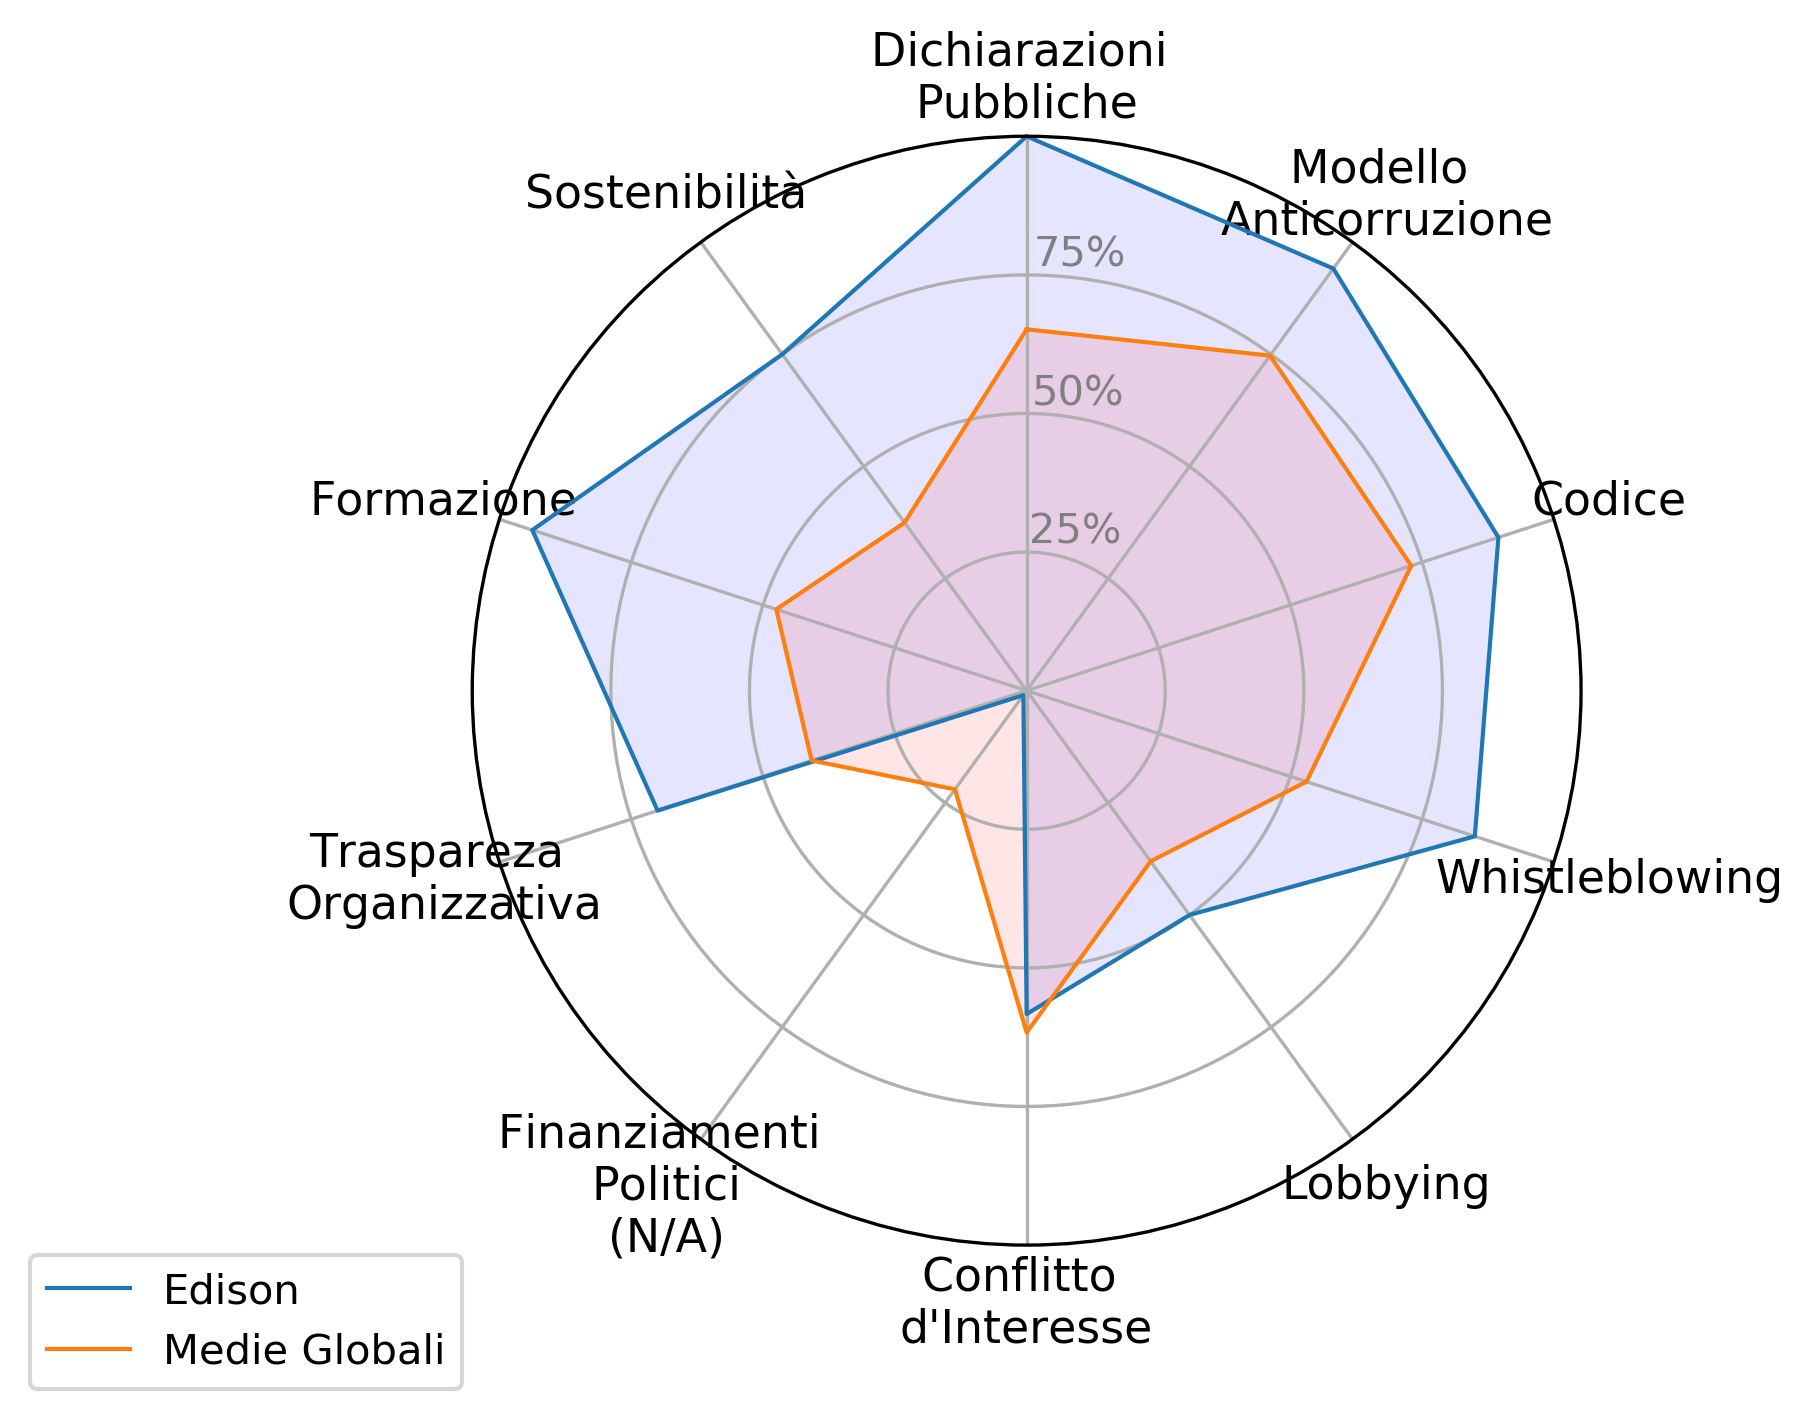 Dichiarazioni
Pubbliche
Modello
Anticorruzione
Sostenibilità
75%
50%
25%
Formazione
Codice
Traspareza
Organizzativa
Whistleblowing
Finanziamenti
Politici
(N/A)
Lobbying
Conflitto
d'Interesse
Edison
Medie Globali